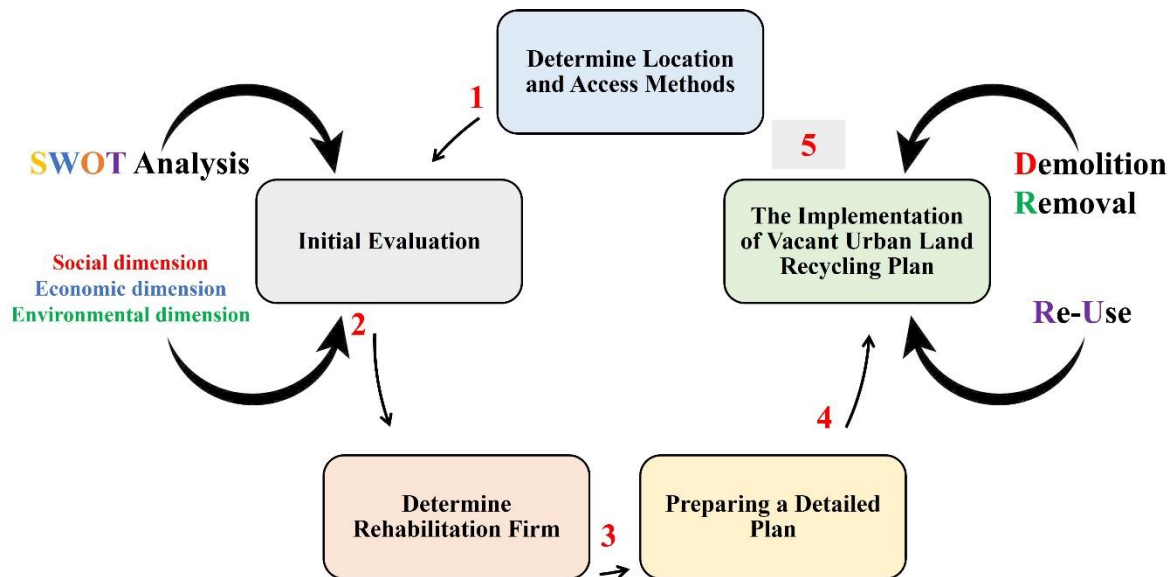 Determine Location
and Access Methods
1
SWOT Analysis
Initial Evaluation
Social dimension
Economic dimension
Environmental dimension
2
Determine
Rehabilitation Firm
3
Preparing a Detailed
Plan
4
5
The Implementation
of Vacant Urban Land
Recycling Plan
Demolition
Removal
Re-Use